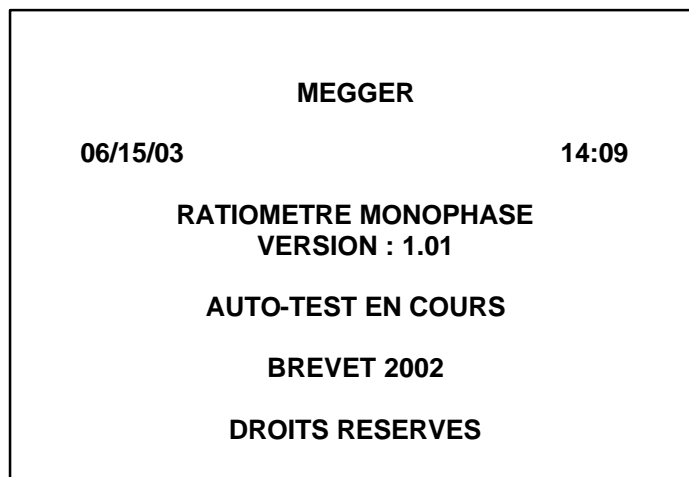 MEGGER
06/15/03 14:09
RATIOMETRE MONOPHASE
VERSION : 1.01
AUTO-TEST EN COURS
BREVET 2002
DROITS RESERVES